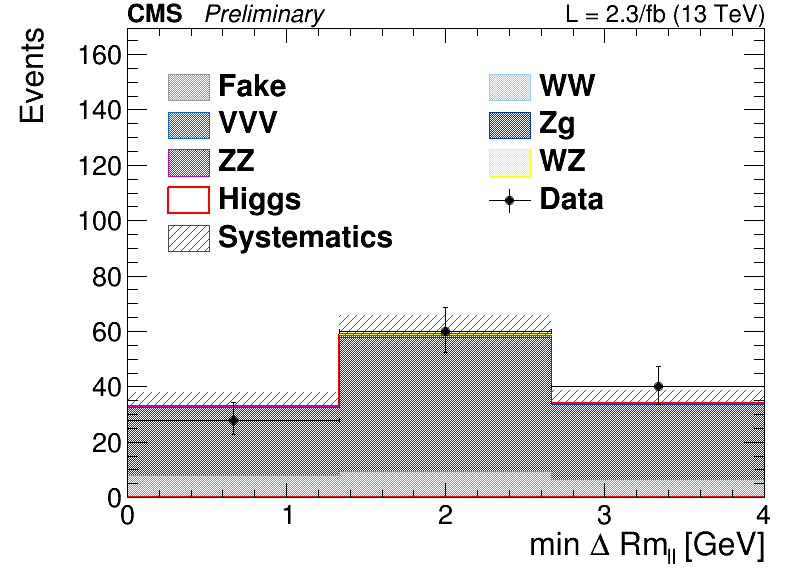 CMS Preliminary L = 2.3/fb (13 TeV)
Events
160
140
120
100
80
60
40
20
0
Fake WW
VVV Zg
ZZ WZ
Higgs Data
Systematics
0 1 2 3 4
min Δ Rm_ll [GeV]